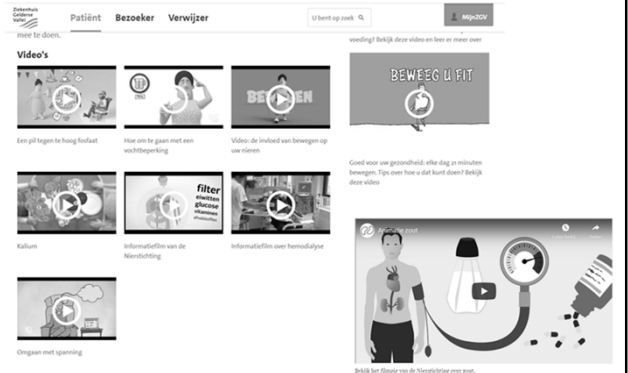 Ziekenhuis
Gelderse
Vallei
Patiënt Bezoeker Verwijzer
U bent op zoek
MijnZGV
mee te doen.
Video's
Een pil tegen te hoog fosfaat
Hoe om te gaan met een
vochtbeperking
BEWEGEN
Video: de invloed van bewegen op
uw nieren
Kalium
filter
eiwitten
glucose
vitaminen
afvalstoffen
Informatiefilm van de
Nierstichting
Informatiefilm over hemodialyse
Omgaan met spanning
voeding? Bekijk deze video en leer er meer over
BEWEEG U FIT
Goed voor uw gezondheid: elke dag 21 minuten
bewegen. Tips over hoe u dat kunt doen? Bekijk
deze video
Animatie zout
Bekijk het filmpje van de Nierstichting over zout.